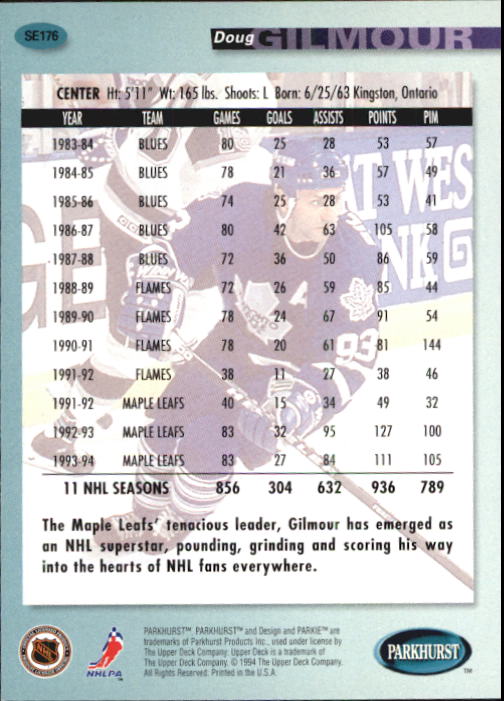 SE176
Doug GILMOUR
CENTER Ht: 5'11" Wt: 165 lbs. Shoots: L Born: 6/25/63 Kingston, Ontario
YEAR TEAM GAMES GOALS ASSISTS POINTS PIM
1983-84 BLUES 80 25 28 53 57
1984-85 BLUES 78 21 36 57 49
1985-86 BLUES 74 25 28 53 41
1986-87 BLUES 80 42 63 105 58
1987-88 BLUES 72 36 50 86 59
1988-89 FLAMES 72 26 59 85 44
1989-90 FLAMES 78 24 67 91 54
1990-91 FLAMES 78 20 61 81 144
1991-92 FLAMES 38 11 27 38 46
1991-92 MAPLE LEAFS 40 15 34 49 32
1992-93 MAPLE LEAFS 83 32 95 127 100
1993-94 MAPLE LEAFS 83 27 84 111 105
11 NHL SEASONS 856 304 632 936 789
The Maple Leafs' tenacious leader, Gilmour has emerged as
an NHL superstar, pounding, grinding and scoring his way
into the hearts of NHL fans everywhere.
NHL
NHLPA
PARKHURST™ PARKHURST™ and Design and PARKIE™ are
trademarks of Parkhurst Products Inc., used under license by
The Upper Deck Company. Upper Deck is a trademark of
The Upper Deck Company. © 1994 The Upper Deck Company.
All Rights Reserved. Printed in the U.S.A.
PARKHURST
TM